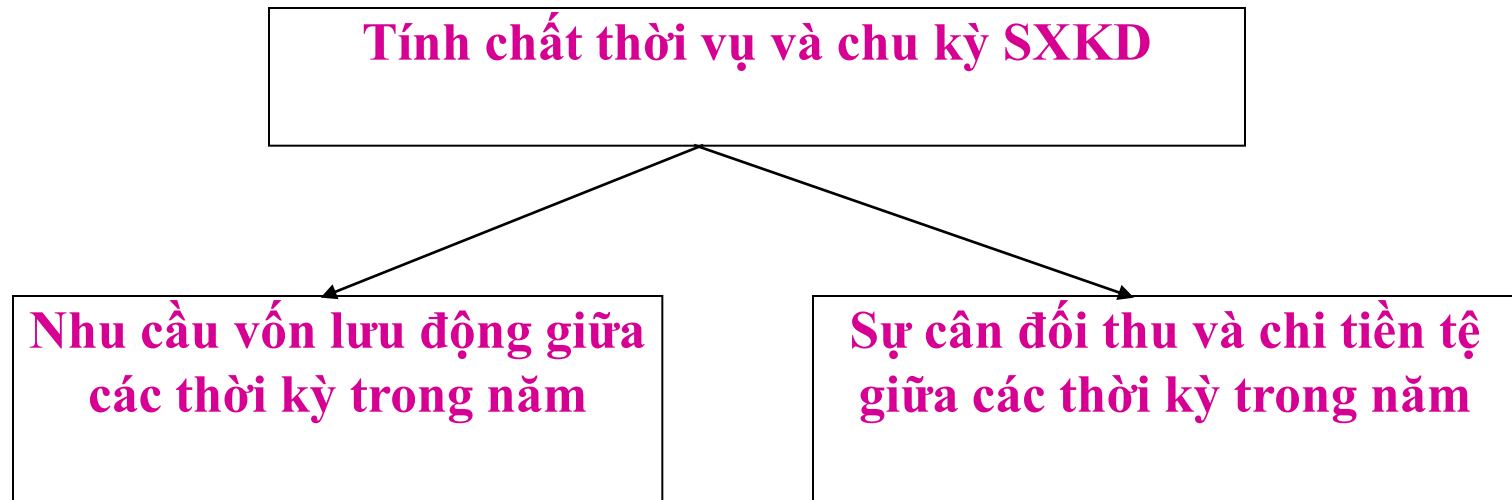 Tính chất thời vụ và chu kỳ SXKD
Nhu cầu vốn lưu động giữa
các thời kỳ trong năm
Sự cân đối thu và chi tiền tệ
giữa các thời kỳ trong năm